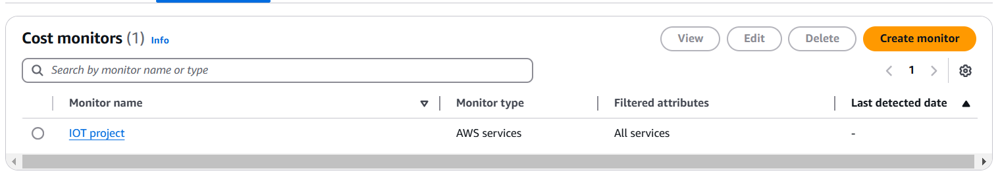 Cost monitors (1) Info
View Edit Delete Create monitor
Search by monitor name or type
1
Monitor name Monitor type Filtered attributes Last detected date
IOT project AWS services All services -